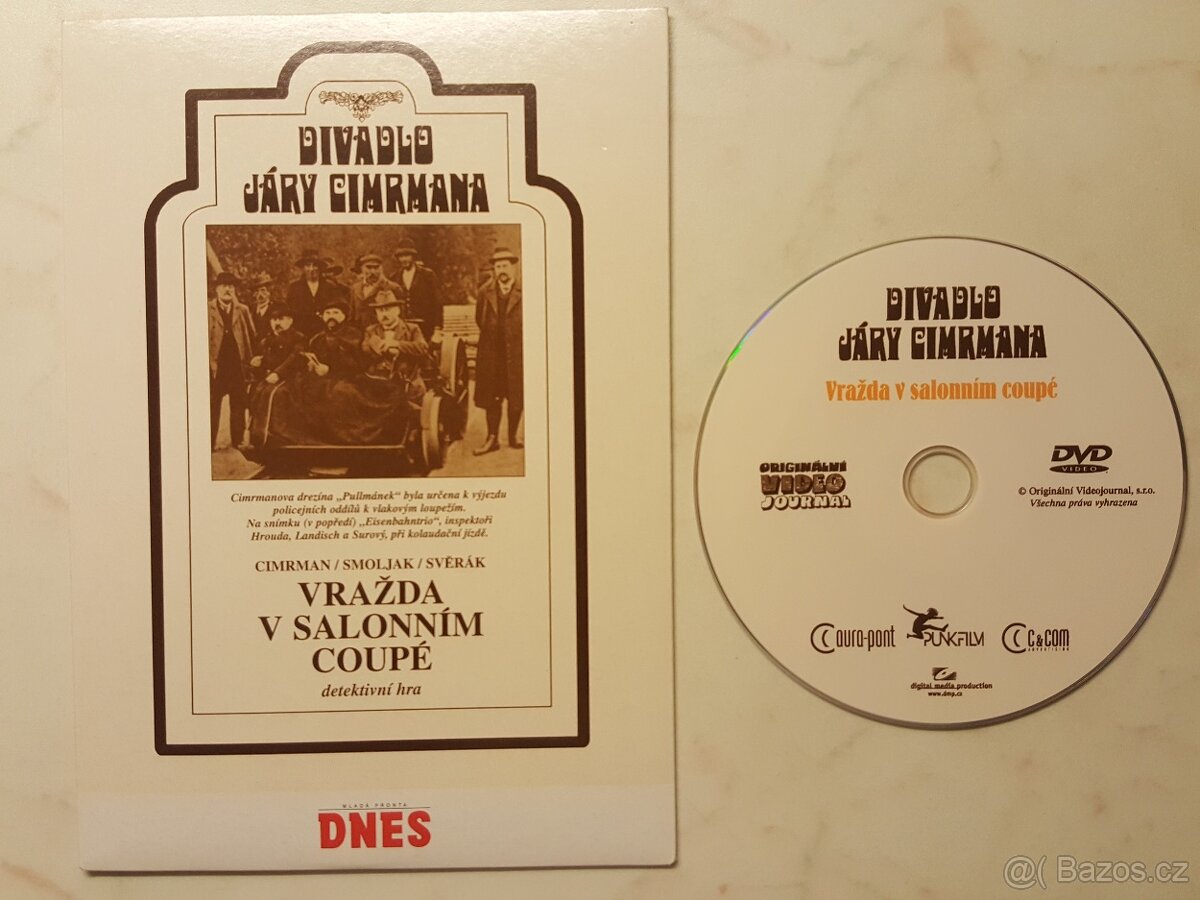 DIVADLO
JÁRY CIMRMANA
Cimrmanova drezína „Pullmánek“ byla určena k výjezdu
policejních oddílů k vlakovým loupežím.
Na snímku (v popředí) „Eisenbahntrio“, inspektoři
Hrouda, Landisch a Surový, při kolaudační jízdě.
CIMRMAN / SMOLJAK / SVĚRÁK
VRAŽDA
V SALONNÍM
COUPÉ
detektivní hra
MLADÁ FRONTA
DNES
DIVADLO
JÁRY CIMRMANA
Vražda v salonním coupé
ORIGINÁLNÍ
VIDEO
JOURNAL
DVD
VIDEO
© Originální Videojournal, s.r.o.
Všechna práva vyhrazena
aura-pont
PUNKFILM
C&COM
ADVERTISING
digital media production
www.dmp.cz
@( Bazos.cz